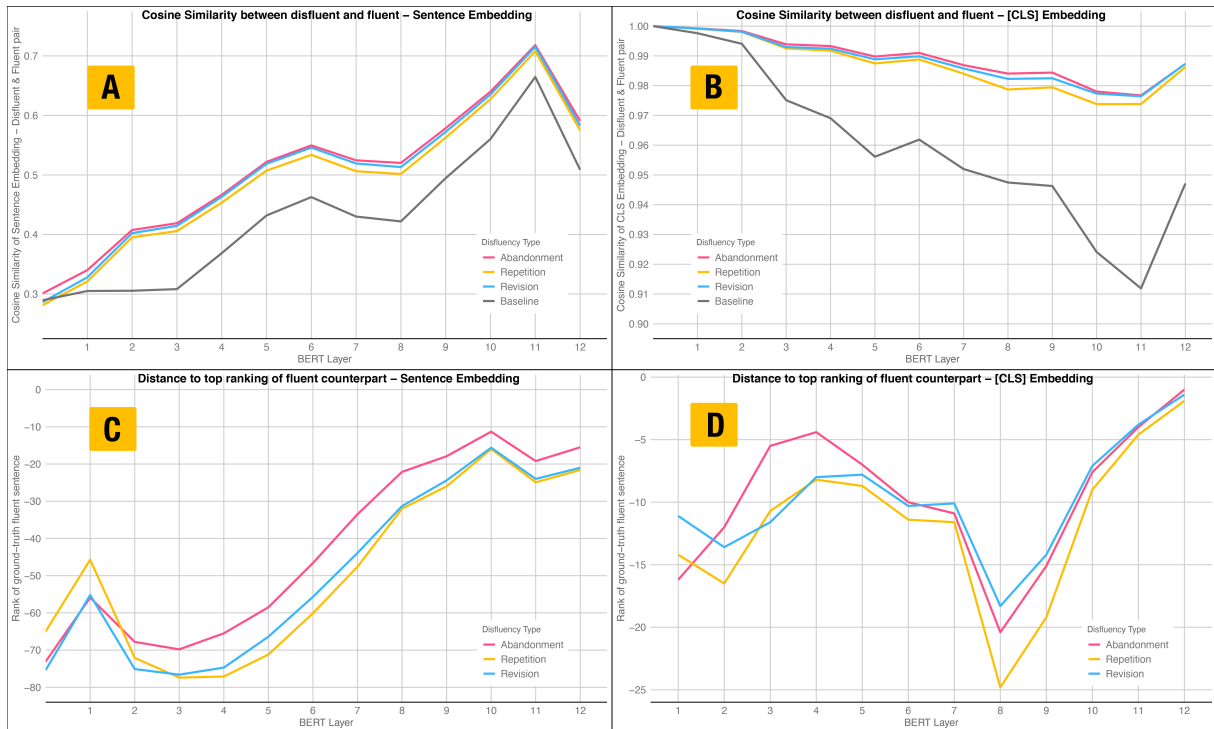 Cosine Similarity between disfluent and fluent – Sentence Embedding
A
Cosine Similarity of Sentence Embedding – Disfluent & Fluent pair
0.7
0.6
0.5
0.4
0.3
Disfluency Type
Abandonment
Repetition
Revision
Baseline
1 2 3 4 5 6 7 8 9 10 11 12
BERT Layer
Cosine Similarity between disfluent and fluent – [CLS] Embedding
B
Cosine Similarity of CLS Embedding – Disfluent & Fluent pair
1.00
0.99
0.98
0.97
0.96
0.95
0.94
0.93
0.92
0.91
0.90
Disfluency Type
Abandonment
Repetition
Revision
Baseline
1 2 3 4 5 6 7 8 9 10 11 12
BERT Layer
Distance to top ranking of fluent counterpart – Sentence Embedding
C
Rank of ground–truth fluent sentence
0
−10
−20
−30
−40
−50
−60
−70
−80
Disfluency Type
Abandonment
Repetition
Revision
1 2 3 4 5 6 7 8 9 10 11 12
BERT Layer
Distance to top ranking of fluent counterpart – [CLS] Embedding
D
Rank of ground–truth fluent sentence
0
−5
−10
−15
−20
−25
Disfluency Type
Abandonment
Repetition
Revision
1 2 3 4 5 6 7 8 9 10 11 12
BERT Layer